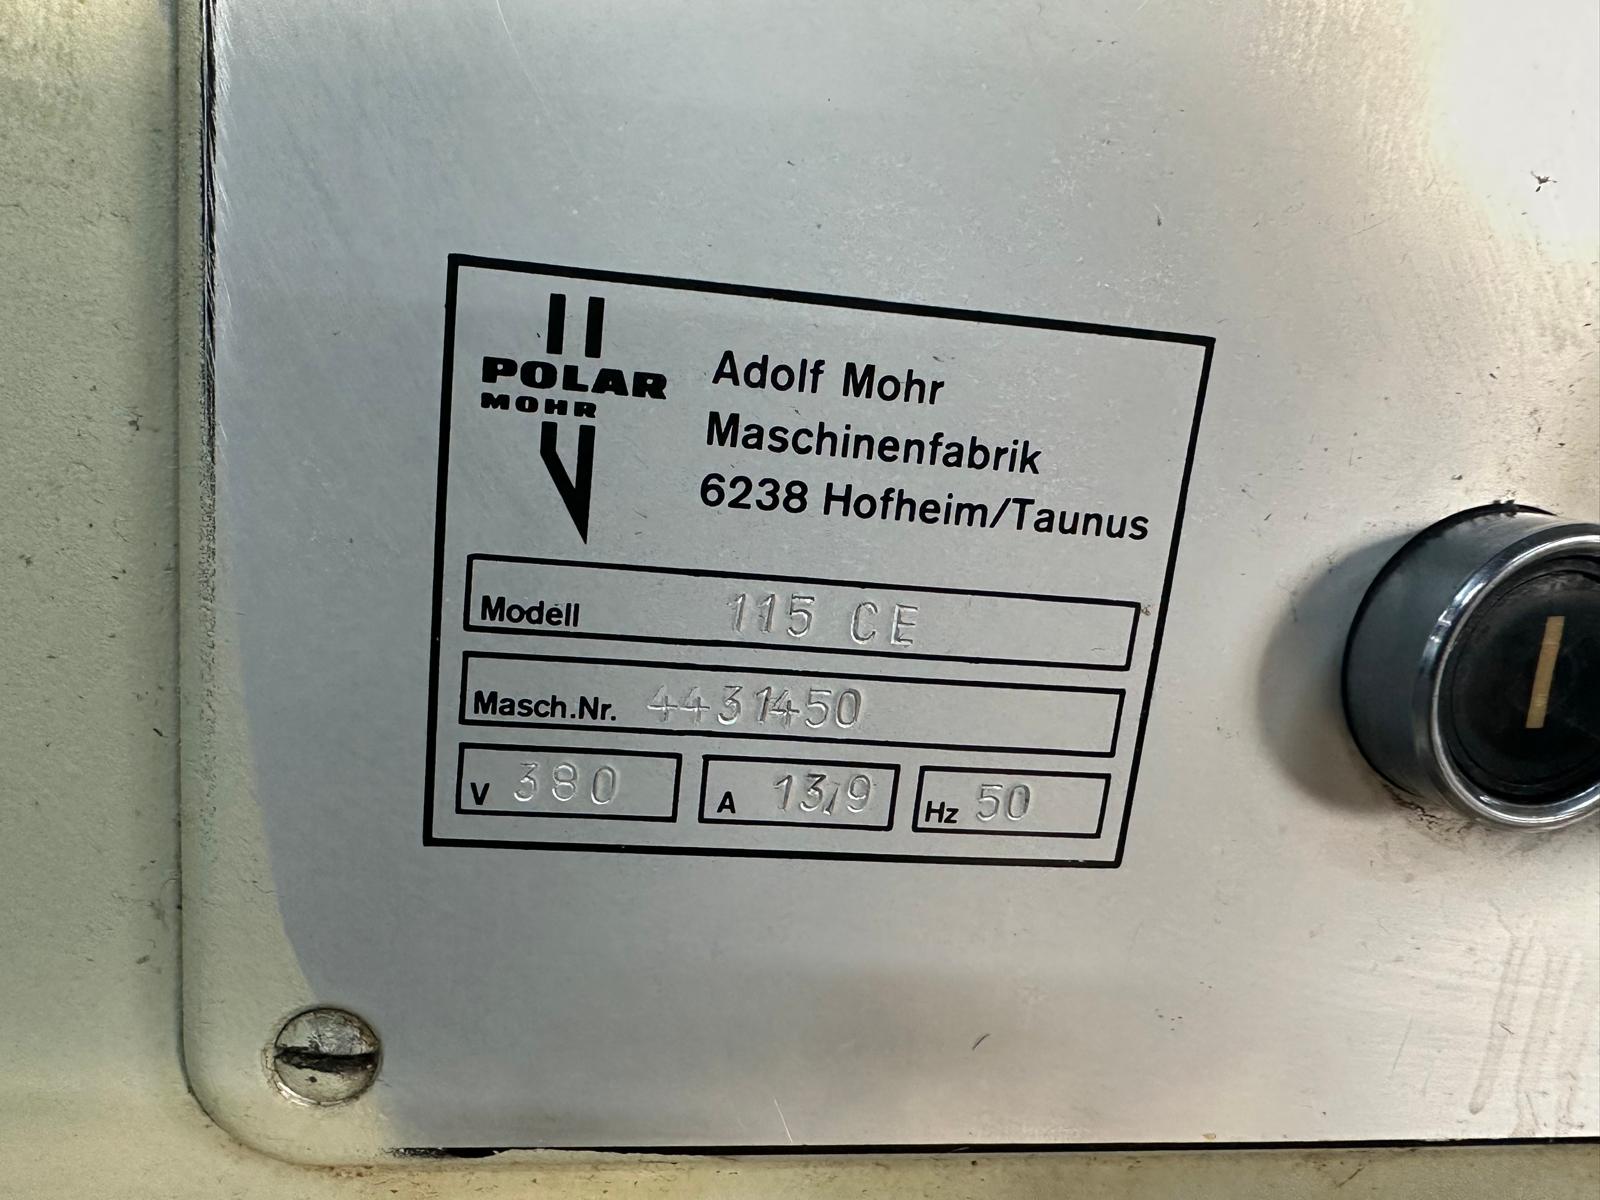 POLAR
MOHR
Adolf Mohr
Maschinenfabrik
6238 Hofheim/Taunus
Modell 115 CE
Masch.Nr. 4431450
V 380 A 13,9 Hz 50